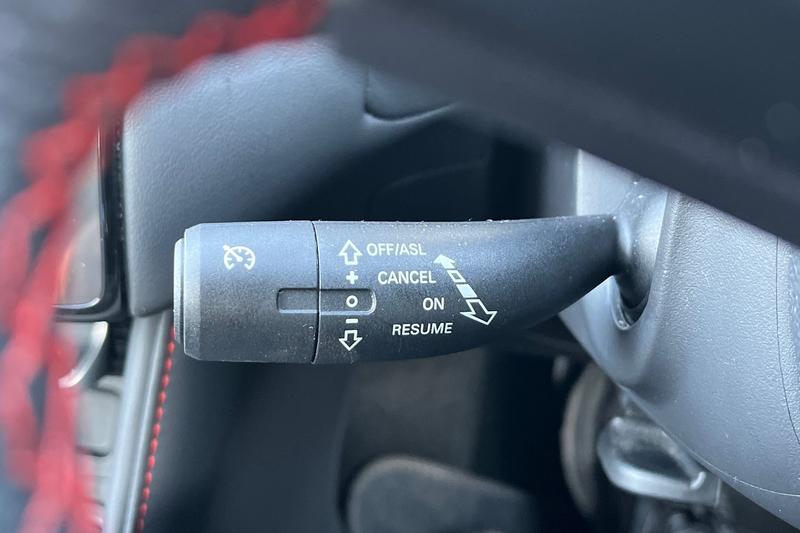 OFF/ASL
+ CANCEL
O ON
− RESUME